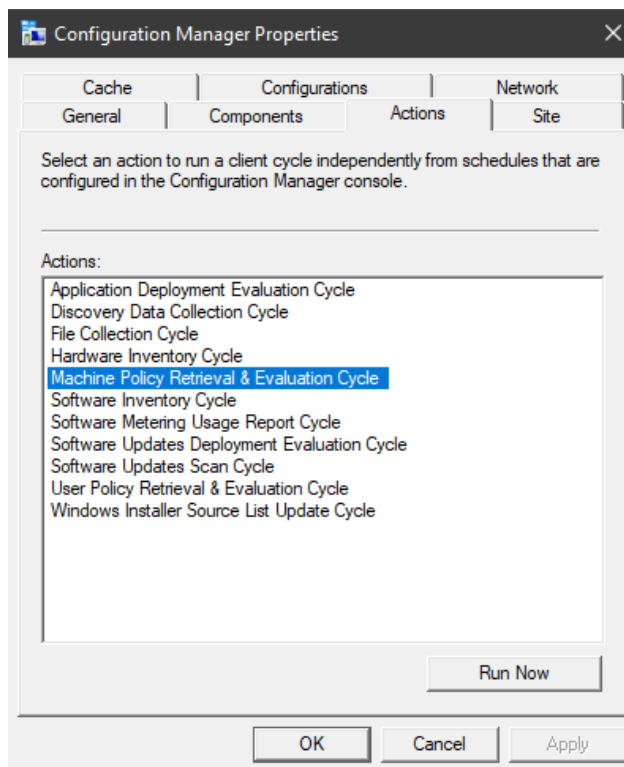 Configuration Manager Properties
Cache
Configurations
Network
General
Components
Actions
Site
Select an action to run a client cycle independently from schedules that are
configured in the Configuration Manager console.
Actions:
Application Deployment Evaluation Cycle
Discovery Data Collection Cycle
File Collection Cycle
Hardware Inventory Cycle
Machine Policy Retrieval & Evaluation Cycle
Software Inventory Cycle
Software Metering Usage Report Cycle
Software Updates Deployment Evaluation Cycle
Software Updates Scan Cycle
User Policy Retrieval & Evaluation Cycle
Windows Installer Source List Update Cycle
Run Now
OK
Cancel
Apply